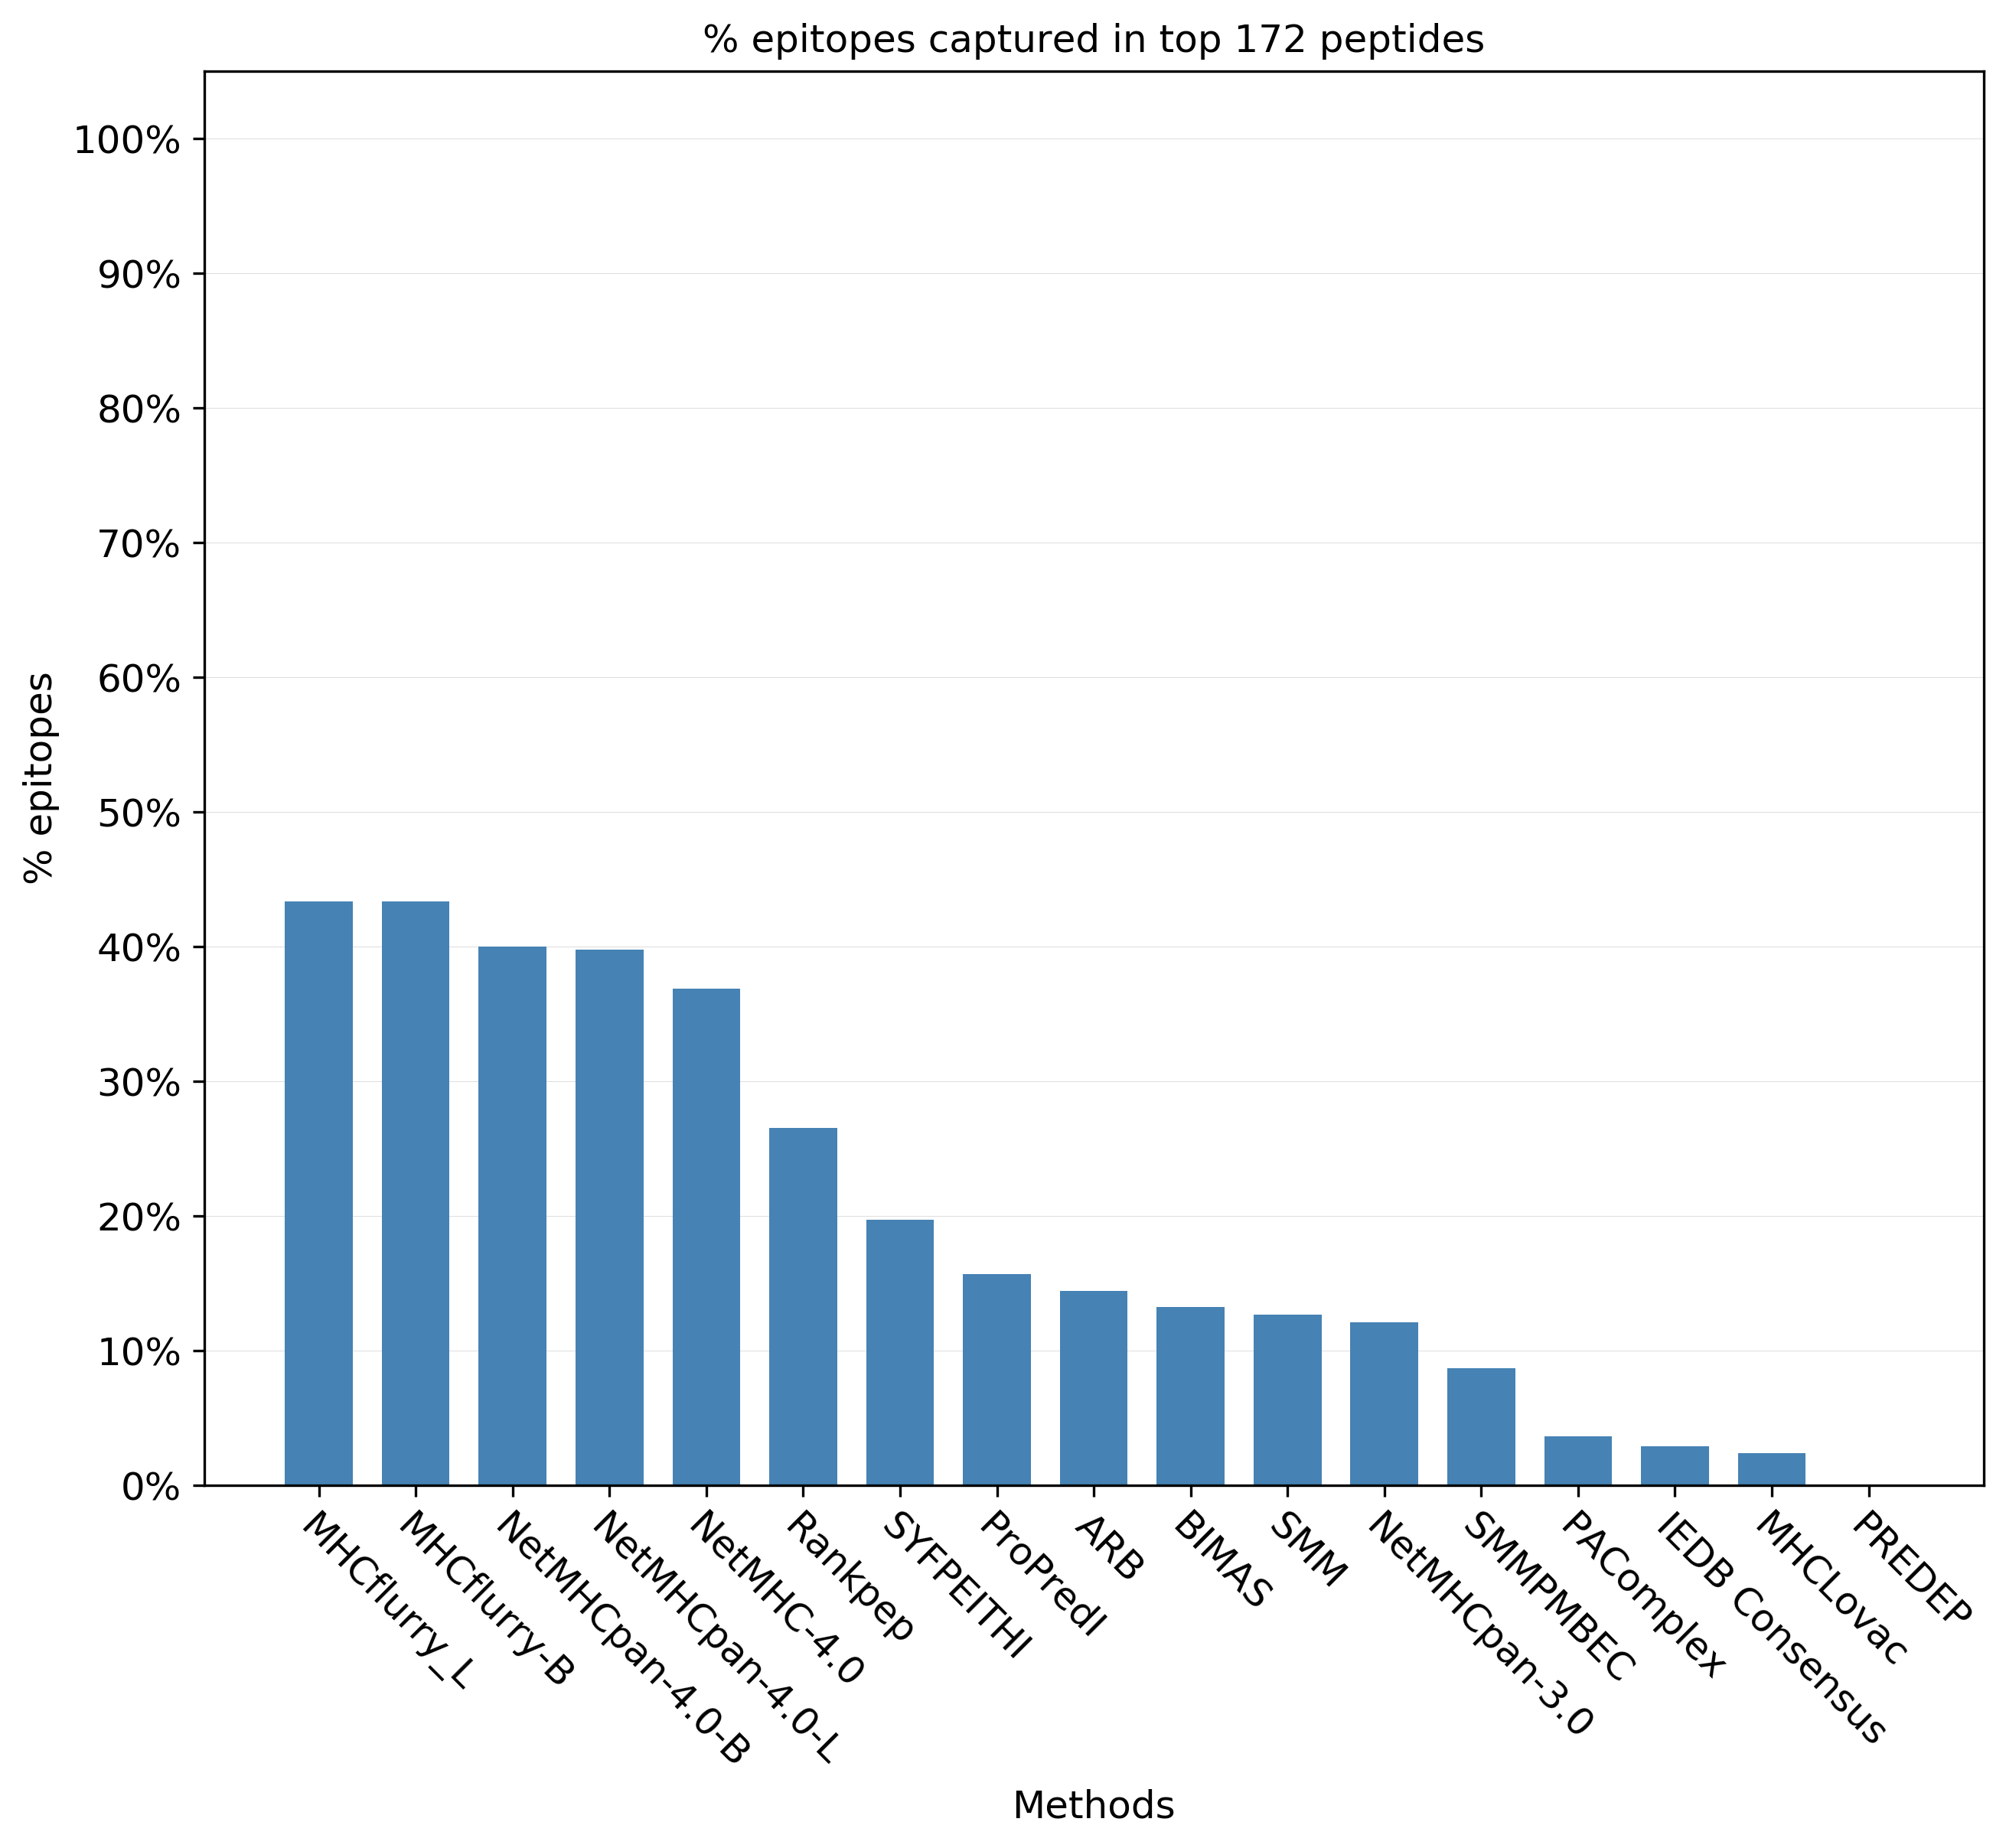 % epitopes captured in top 172 peptides
100%
90%
80%
70%
60%
50%
40%
30%
20%
10%
0%
% epitopes
MHCflurry_L
MHCflurry-B
NetMHCpan-4.0-B
NetMHCpan-4.0-L
NetMHC-4.0
Rankpep
SYFPEITHI
ProPredI
ARB
BIMAS
SMM
NetMHCpan-3.0
SMMPMBEC
PAComplex
IEDB Consensus
MHCLovac
PREDEP
Methods